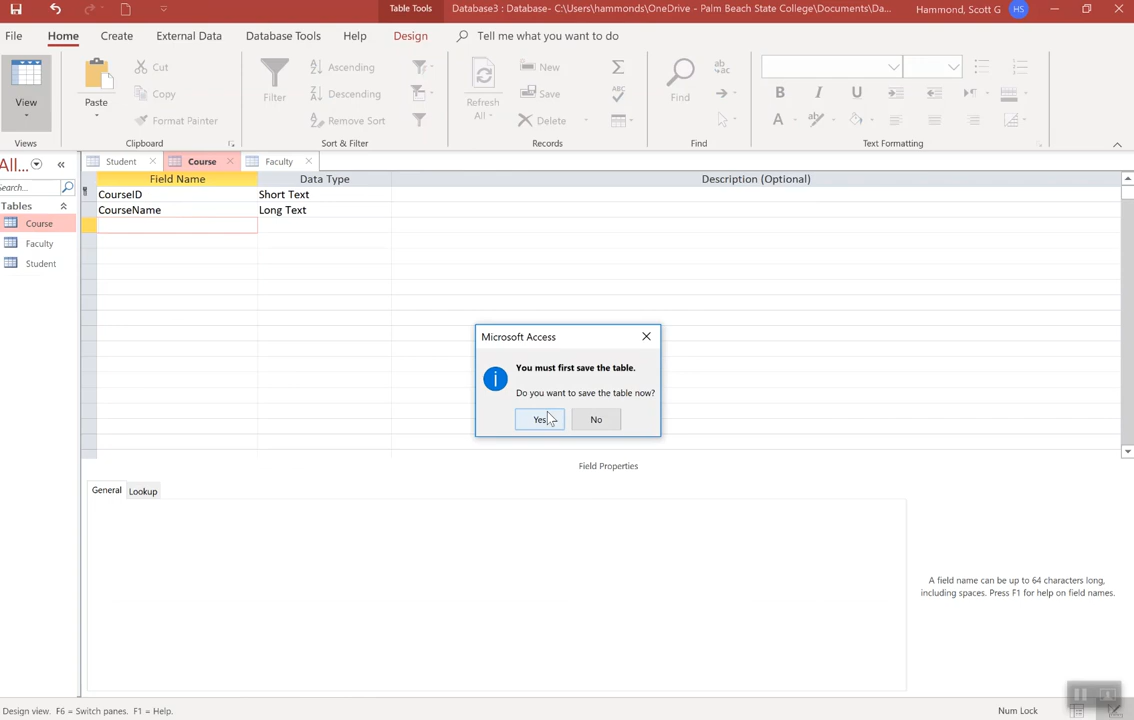 Table Tools
Database3 : Database- C:\users\hammonds\OneDrive - Palm Beach State College\Documents\Da...
Hammond, Scott G
HS
File
Home
Create
External Data
Database Tools
Help
Design
Tell me what you want to do
View
Paste
Cut
Copy
Format Painter
Filter
Ascending
Descending
Remove Sort
Refresh
All
New
Save
Delete
Σ
ABC
Find
ab
ac
B I U
A
ab
Views
Clipboard
Sort & Filter
Records
Find
Text Formatting
All...
Search...
Tables
Course
Faculty
Student
Student
Course
Faculty
Field Name
Data Type
Description (Optional)
CourseID
Short Text
CourseName
Long Text
Microsoft Access
You must first save the table.
Do you want to save the table now?
Yes
No
Field Properties
General
Lookup
A field name can be up to 64 characters long,
including spaces. Press F1 for help on field names.
Design view. F6 = Switch panes. F1 = Help.
Num Lock